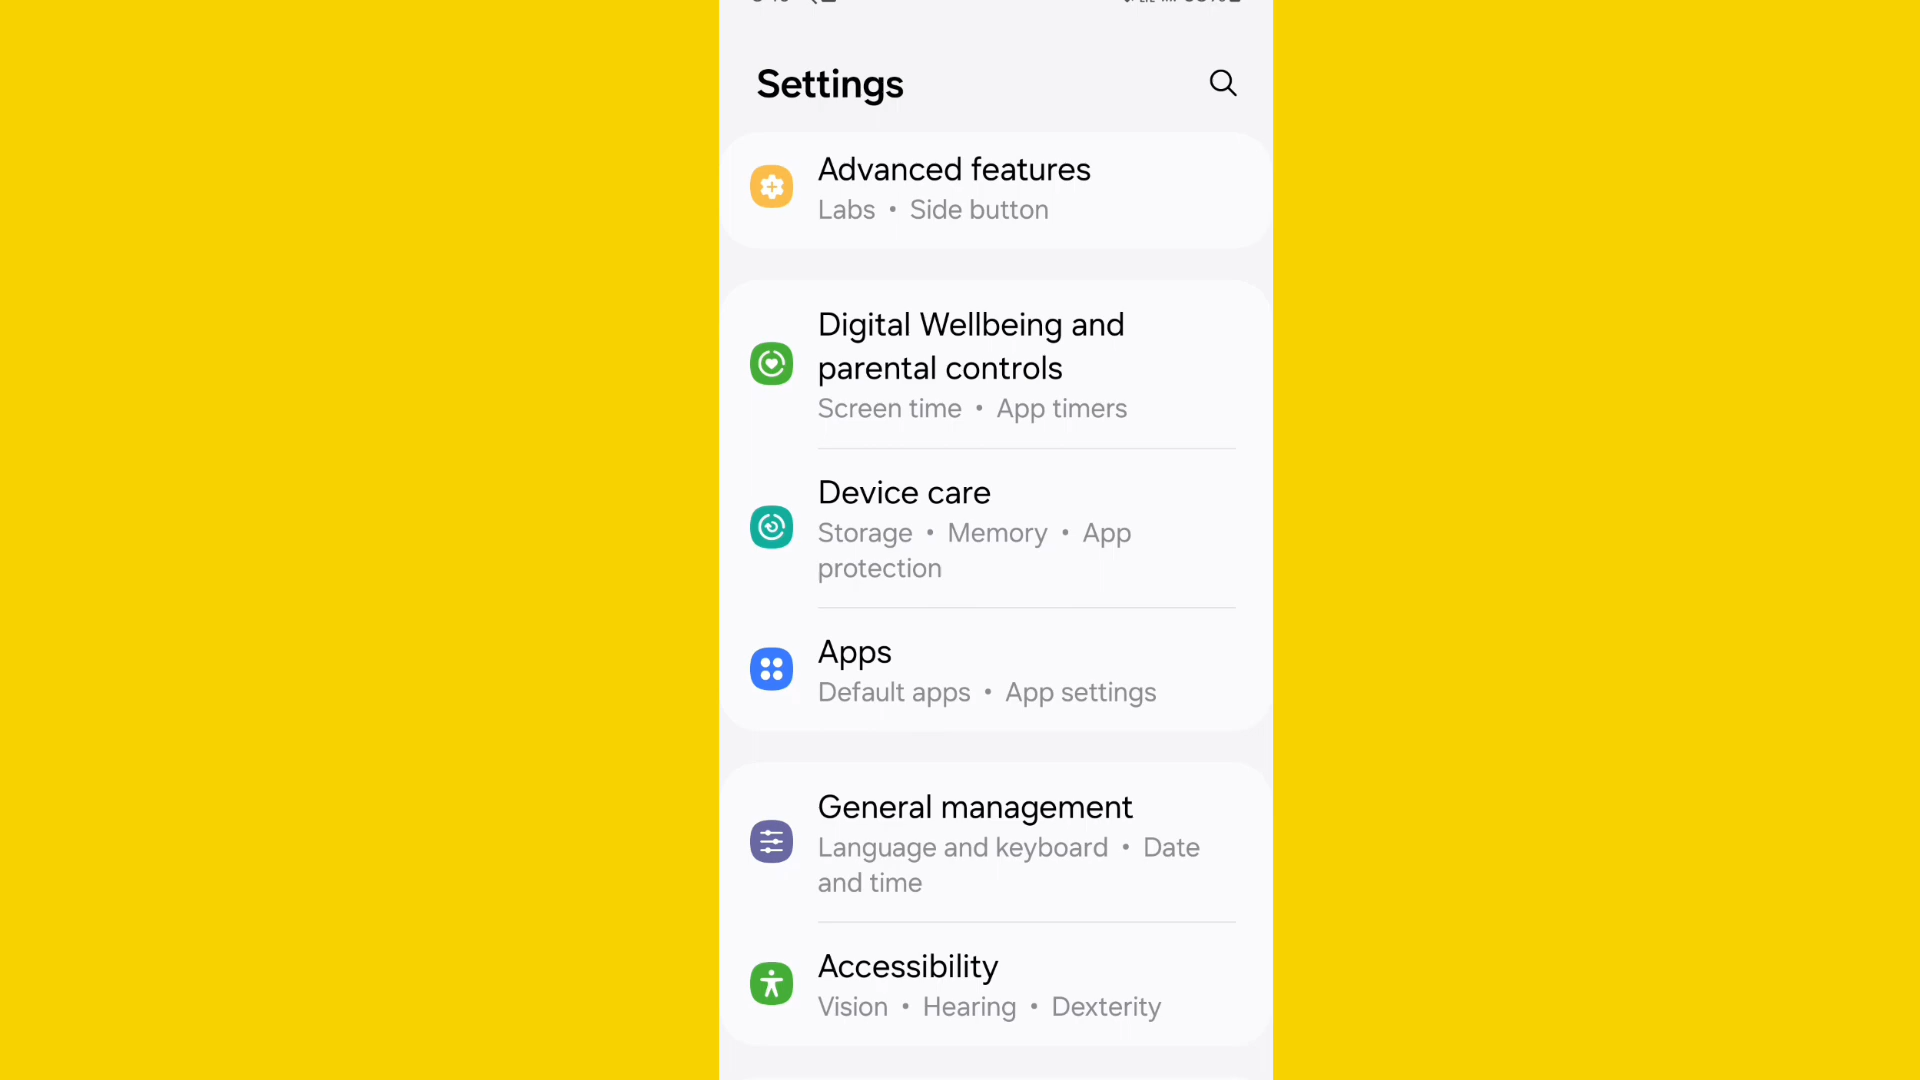 Settings
Advanced features
Labs • Side button
Digital Wellbeing and
parental controls
Screen time • App timers
Device care
Storage • Memory • App
protection
Apps
Default apps • App settings
General management
Language and keyboard • Date
and time
Accessibility
Vision • Hearing • Dexterity